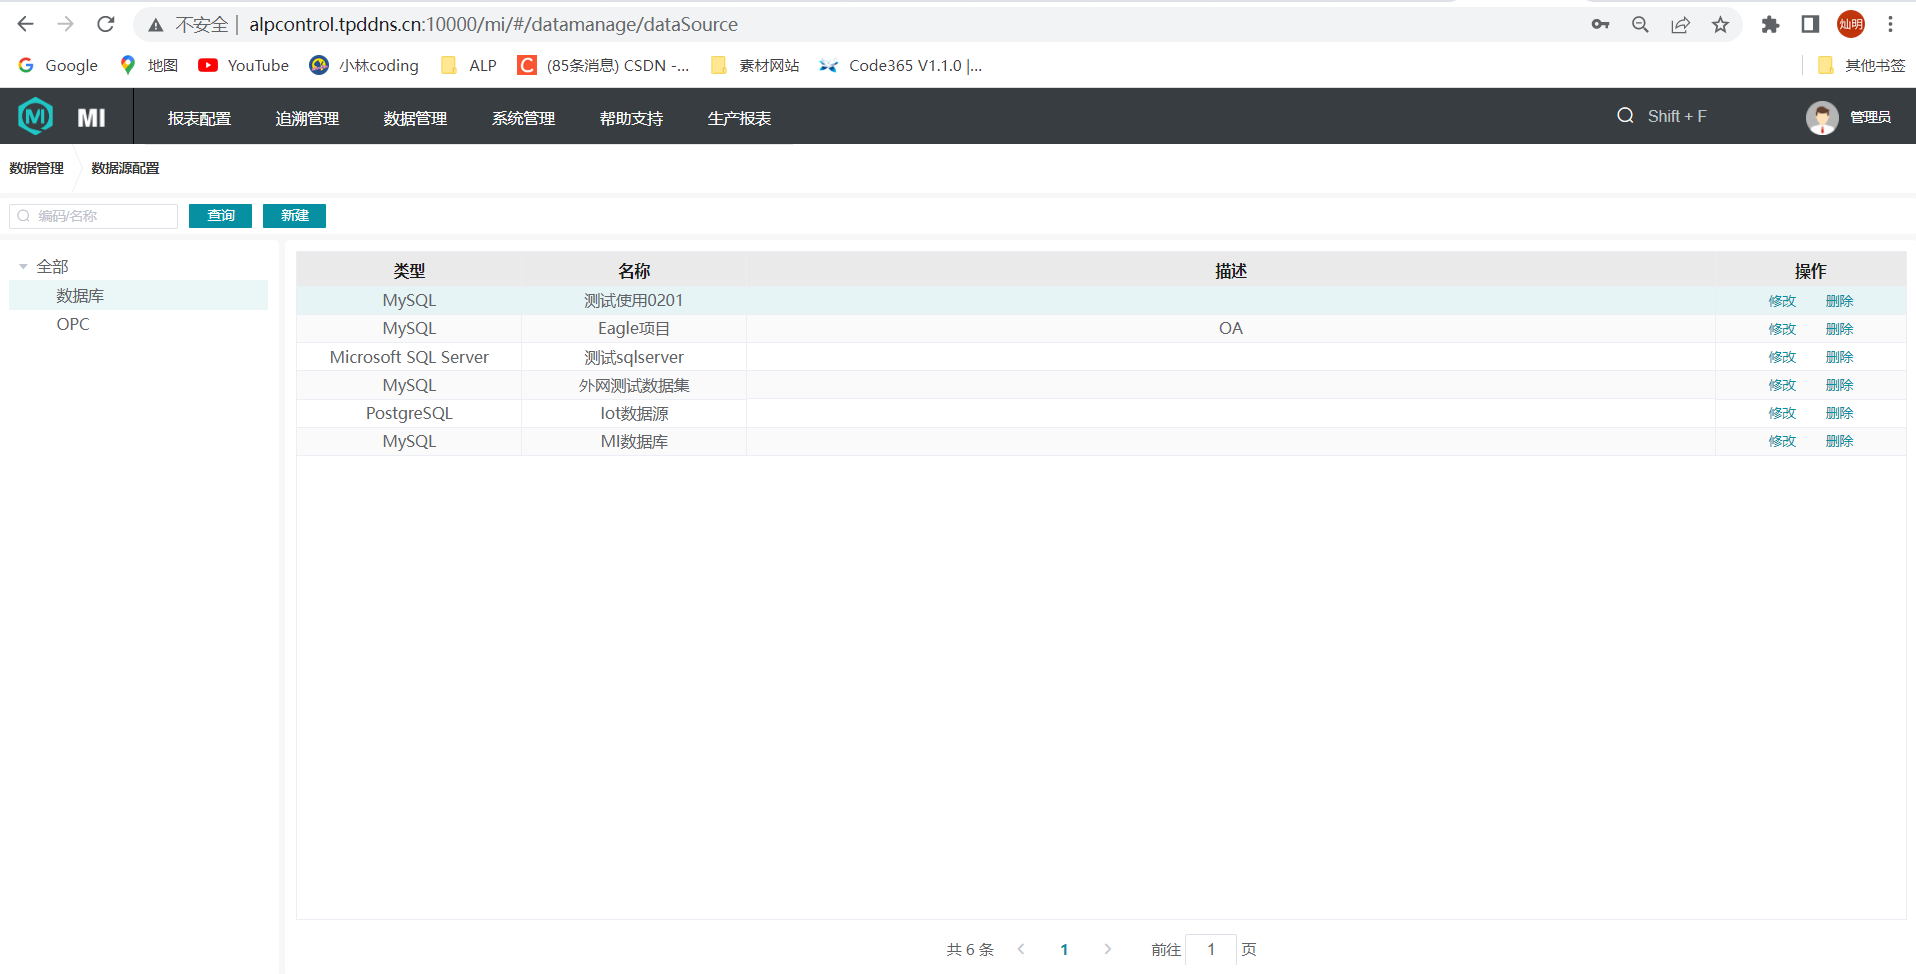 不安全 | alpcontrol.tpddns.cn:10000/mi/#/datamanage/dataSource 灿明
Google 地图 YouTube 小林coding ALP (85条消息) CSDN -... 素材网站 Code365 V1.1.0 |... 其他书签
MI 报表配置 追溯管理 数据管理 系统管理 帮助支持 生产报表 Shift + F 管理员
数据管理 数据源配置
编码/名称 查询 新建
全部
数据库
OPC
类型 名称 描述 操作
MySQL 测试使用0201 修改 删除
MySQL Eagle项目 OA 修改 删除
Microsoft SQL Server 测试sqlserver 修改 删除
MySQL 外网测试数据集 修改 删除
PostgreSQL Iot数据源 修改 删除
MySQL MI数据库 修改 删除
共 6 条 1 前往 1 页